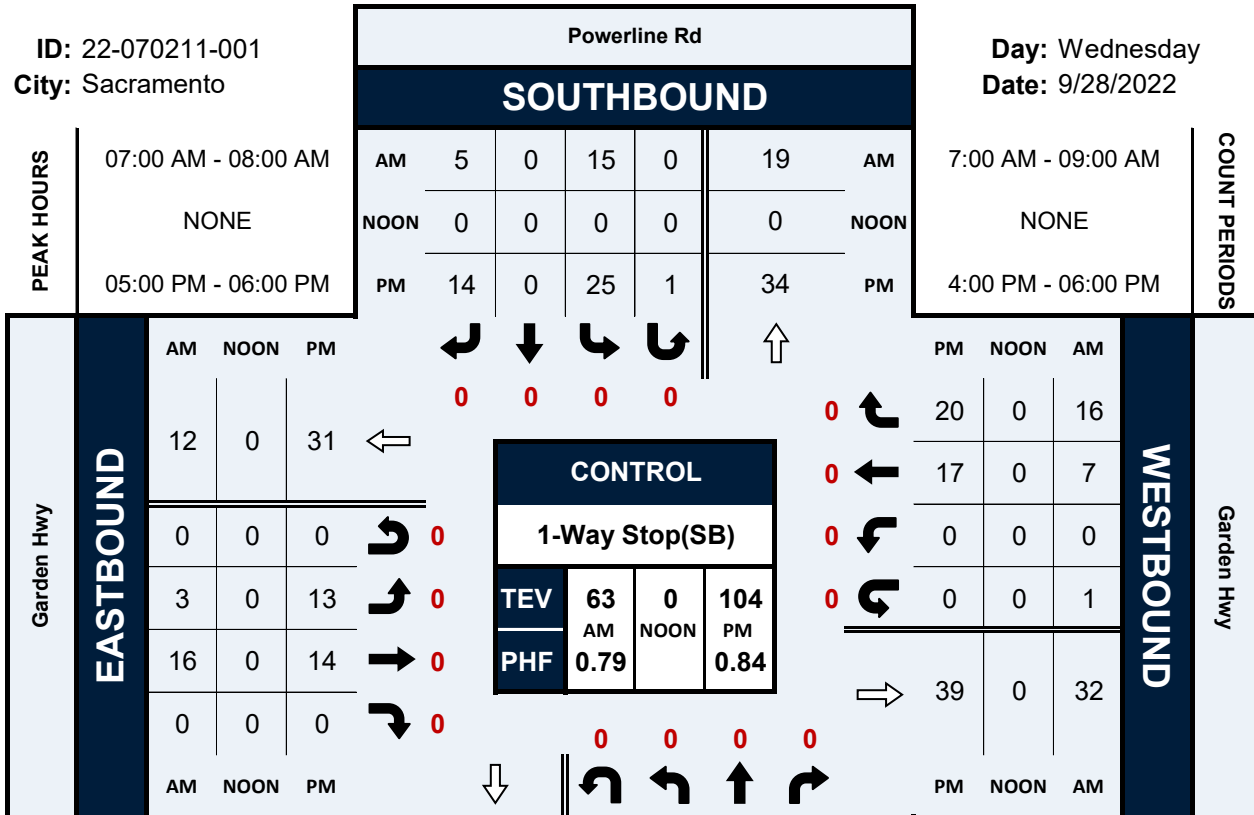 Powerline Rd
ID: 22-070211-001
Day: Wednesday
City: Sacramento
Date: 9/28/2022
SOUTHBOUND
PEAK HOURS
07:00 AM - 08:00 AM
NONE
05:00 PM - 06:00 PM
AM 5 0 15 0 19 AM
NOON 0 0 0 0 0 NOON
PM 14 0 25 1 34 PM
7:00 AM - 09:00 AM
NONE
4:00 PM - 06:00 PM
COUNT PERIODS
0 0 0 0
Garden Hwy
EASTBOUND
AM NOON PM
12 0 31
0 0 0 0
3 0 13 0
16 0 14 0
0 0 0 0
AM NOON PM
CONTROL
1-Way Stop(SB)
TEV 63 0 104
AM NOON PM
PHF 0.79 0.84
PM NOON AM
0 20 0 16
0 17 0 7
0 0 0 0
0 0 0 1
39 0 32
PM NOON AM
WESTBOUND
Garden Hwy
0 0 0 0